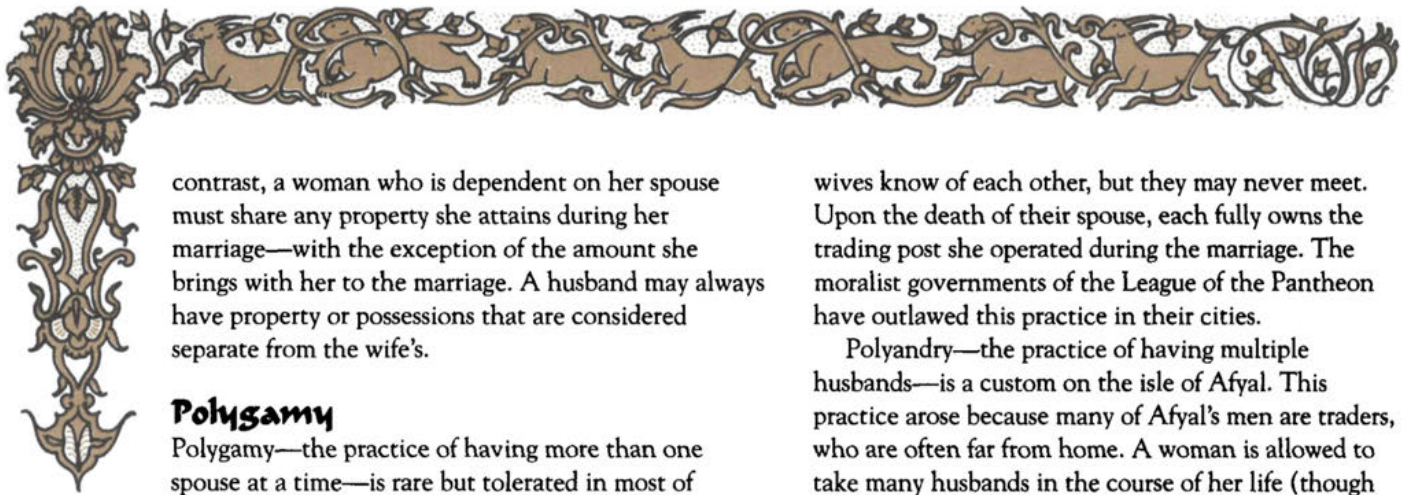 contrast, a woman who is dependent on her spouse
must share any property she attains during her
marriage—with the exception of the amount she
brings with her to the marriage. A husband may always
have property or possessions that are considered
separate from the wife's.
Polygamy
Polygamy—the practice of having more than one
spouse at a time—is rare but tolerated in most of
wives know of each other, but they may never meet.
Upon the death of their spouse, each fully owns the
trading post she operated during the marriage. The
moralist governments of the League of the Pantheon
have outlawed this practice in their cities.
Polyandry—the practice of having multiple
husbands—is a custom on the isle of Afyal. This
practice arose because many of Afyal's men are traders,
who are often far from home. A woman is allowed to
take many husbands in the course of her life (though